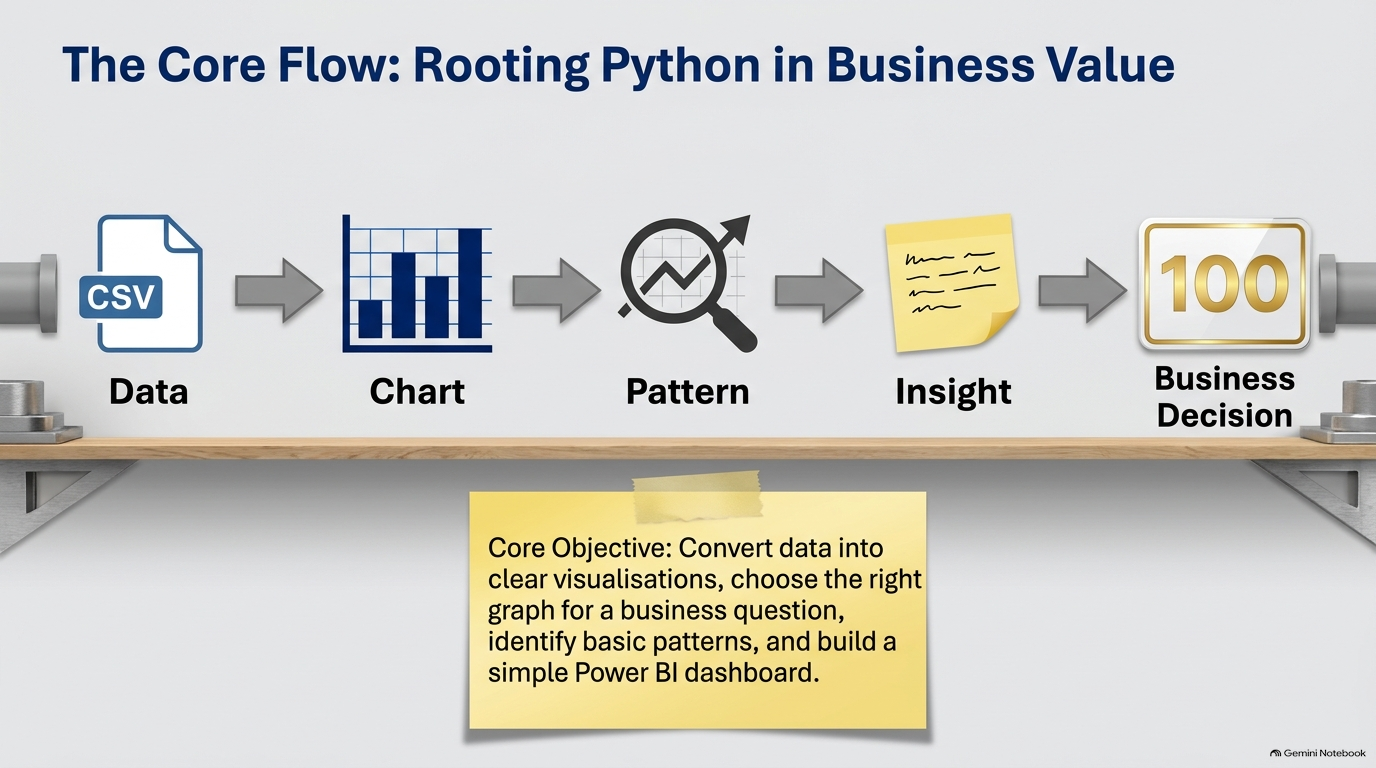 The Core Flow: Rooting Python in Business Value
CSV
100
Data
Chart
Pattern
Insight
Business
Decision
Core Objective: Convert data into
clear visualisations, choose the right
graph for a business question,
identify basic patterns, and build a
simple Power BI dashboard.
Gemini Notebook